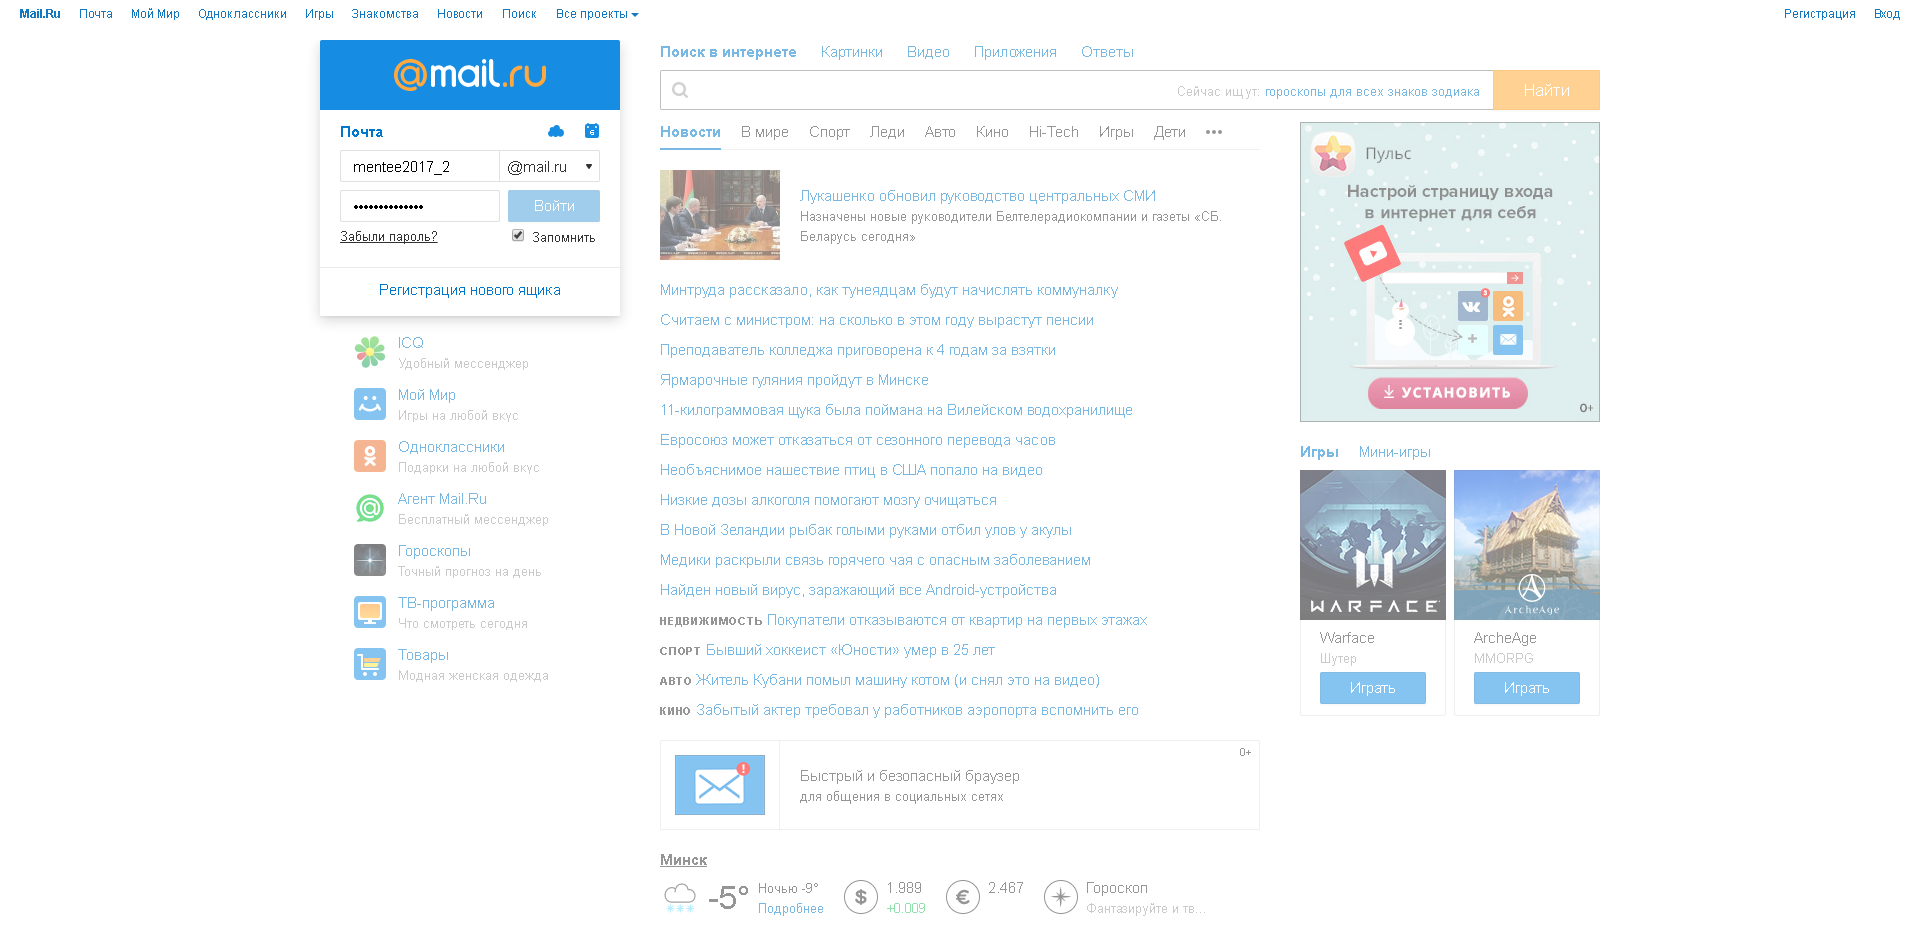 Mail.Ru Почта Мой Мир Одноклассники Игры Знакомства Новости Поиск Все проекты Регистрация Вход
@mail.ru
Почта
6
mentee2017_2 @mail.ru
•••••••••••••• Войти
Забыли пароль? Запомнить
Регистрация нового ящика
ICQ
Удобный мессенджер
Мой Мир
Игры на любой вкус
Одноклассники
Подарки на любой вкус
Агент Mail.Ru
Бесплатный мессенджер
Гороскопы
Точный прогноз на день
ТВ-программа
Что смотреть сегодня
Товары
Модная женская одежда
Поиск в интернете Картинки Видео Приложения Ответы
Сейчас ищут: гороскопы для всех знаков зодиака Найти
Новости В мире Спорт Леди Авто Кино Hi-Tech Игры Дети •••
Лукашенко обновил руководство центральных СМИ
Назначены новые руководители Белтелерадиокомпании и газеты «СБ.
Беларусь сегодня»
Минтруда рассказало, как тунеядцам будут начислять коммуналку
Считаем с министром: на сколько в этом году вырастут пенсии
Преподаватель колледжа приговорена к 4 годам за взятки
Ярмарочные гуляния пройдут в Минске
11-килограммовая щука была поймана на Вилейском водохранилище
Евросоюз может отказаться от сезонного перевода часов
Необъяснимое нашествие птиц в США попало на видео
Низкие дозы алкоголя помогают мозгу очищаться
В Новой Зеландии рыбак голыми руками отбил улов у акулы
Медики раскрыли связь горячего чая с опасным заболеванием
Найден новый вирус, заражающий все Android-устройства
НЕДВИЖИМОСТЬ Покупатели отказываются от квартир на первых этажах
СПОРТ Бывший хоккеист «Юности» умер в 25 лет
АВТО Житель Кубани помыл машину котом (и снял это на видео)
КИНО Забытый актер требовал у работников аэропорта вспомнить его
0+
Быстрый и безопасный браузер
для общения в социальных сетях
Минск
-5° Ночью -9° $ 1.989 € 2.467 Гороскоп
Подробнее +0.009 Фантазируйте и тв...
Пульс
Настрой страницу входа
в интернет для себя
3
УСТАНОВИТЬ
0+
Игры Мини-игры
WARFACE
ArcheAge
Warface ArcheAge
Шутер MMORPG
Играть Играть